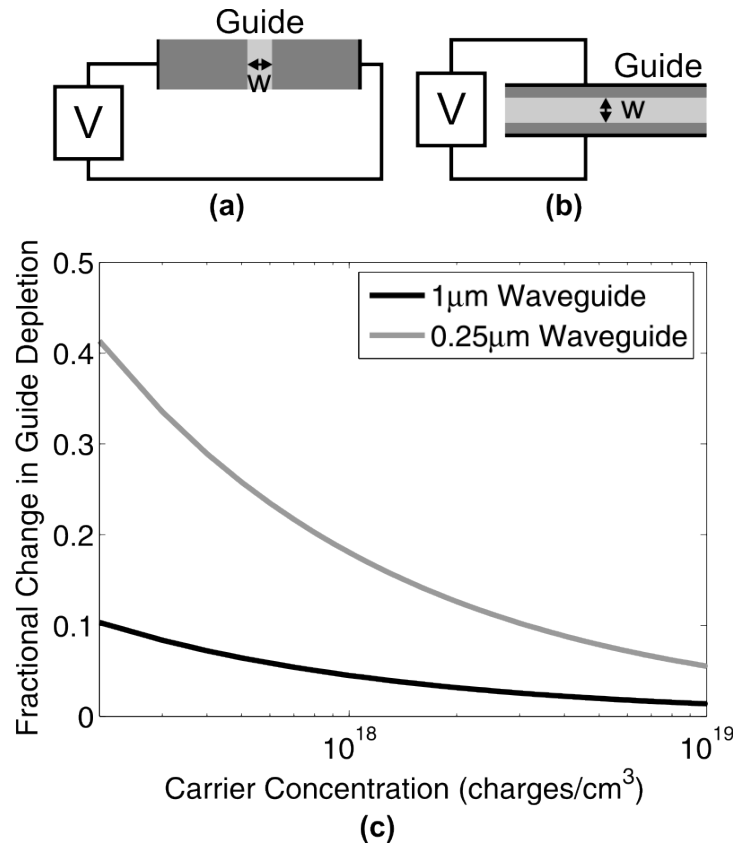 Guide
V
w
(a)
Guide
V
w
(b)
Fractional Change in Guide Depletion
0.5
0.4
0.3
0.2
0.1
0
1μm Waveguide
0.25μm Waveguide
10^18
10^19
Carrier Concentration (charges/cm^3)
(c)